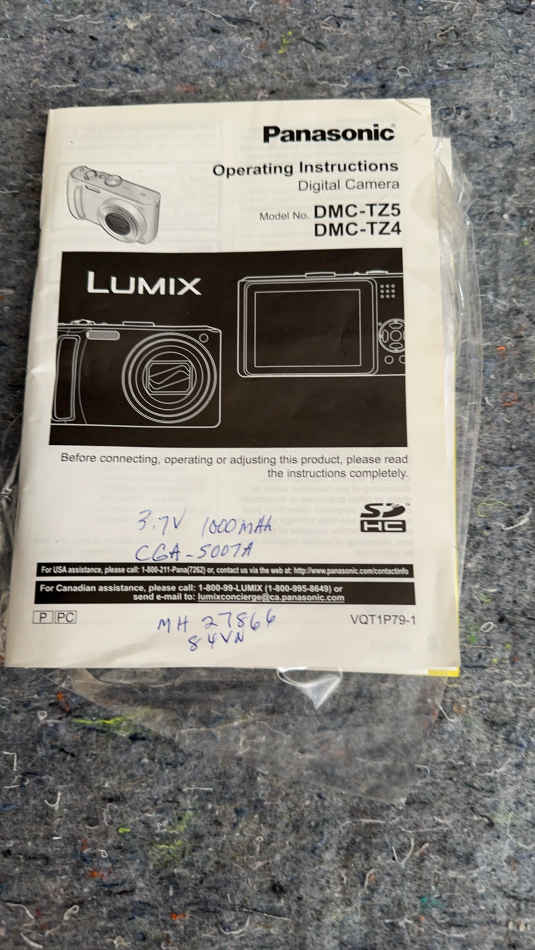 Panasonic
Operating Instructions
Digital Camera
Model No. DMC-TZ5
DMC-TZ4
LUMIX
Before connecting, operating or adjusting this product, please read
the instructions completely.
SD
HC
3.7V 1000mAh
CGA-S007A
For USA assistance, please call: 1-800-211-Pana(7262) or, contact us via the web at: http://www.panasonic.com/contactinfo
For Canadian assistance, please call: 1-800-99-LUMIX (1-800-995-8649) or
send e-mail to: lumixconcierge@ca.panasonic.com
P PC
VQT1P79-1
MH 27866
84VN